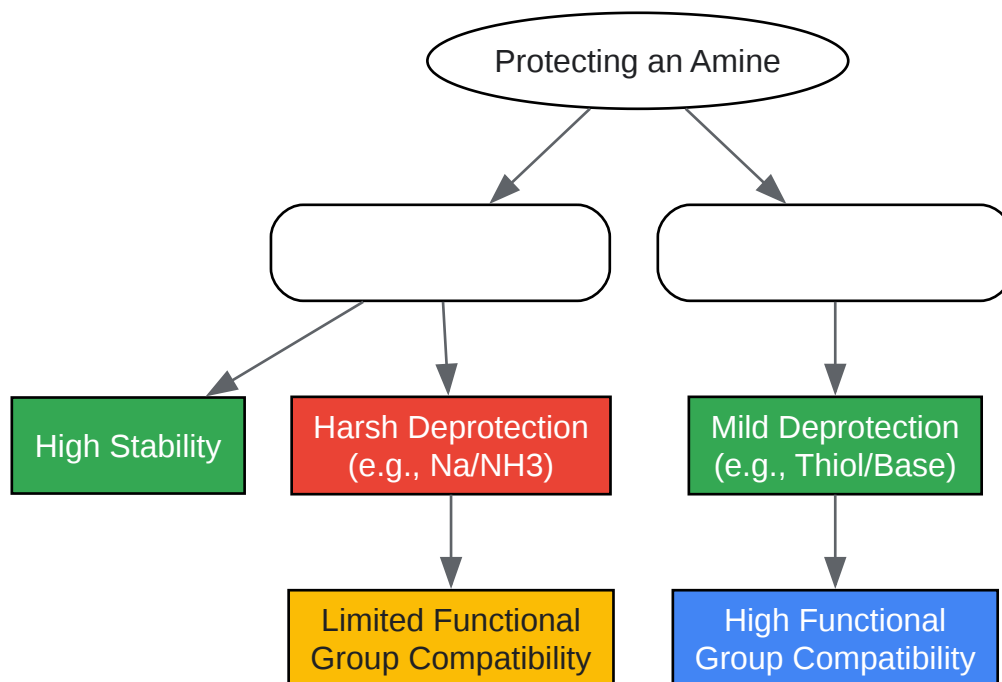 Protecting an Amine
High Stability
Harsh Deprotection
(e.g., Na/NH3)
Mild Deprotection
(e.g., Thiol/Base)
Limited Functional
Group Compatibility
High Functional
Group Compatibility